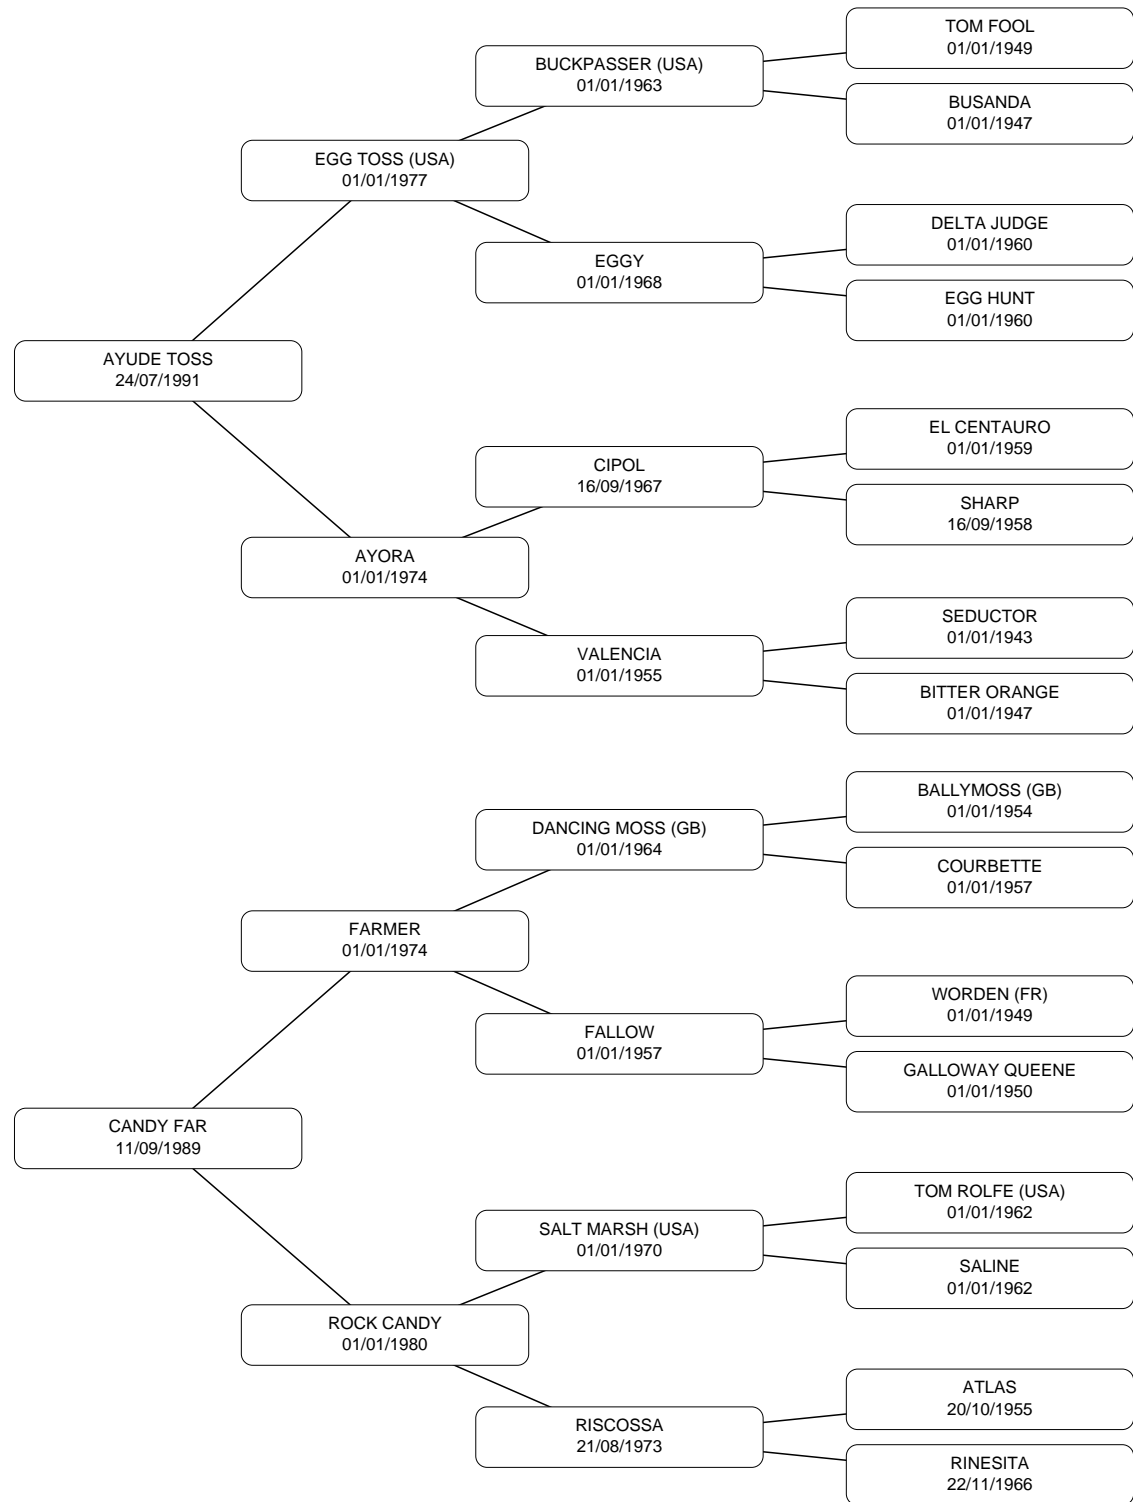 TOM FOOL
01/01/1949
BUCKPASSER (USA)
01/01/1963
BUSANDA
01/01/1947
EGG TOSS (USA)
01/01/1977
DELTA JUDGE
01/01/1960
EGGY
01/01/1968
EGG HUNT
01/01/1960
AYUDE TOSS
24/07/1991
EL CENTAURO
01/01/1959
CIPOL
16/09/1967
SHARP
16/09/1958
AYORA
01/01/1974
SEDUCTOR
01/01/1943
VALENCIA
01/01/1955
BITTER ORANGE
01/01/1947
BALLYMOSS (GB)
01/01/1954
DANCING MOSS (GB)
01/01/1964
COURBETTE
01/01/1957
FARMER
01/01/1974
WORDEN (FR)
01/01/1949
FALLOW
01/01/1957
GALLOWAY QUEENE
01/01/1950
CANDY FAR
11/09/1989
TOM ROLFE (USA)
01/01/1962
SALT MARSH (USA)
01/01/1970
SALINE
01/01/1962
ROCK CANDY
01/01/1980
ATLAS
20/10/1955
RISCOSSA
21/08/1973
RINESITA
22/11/1966